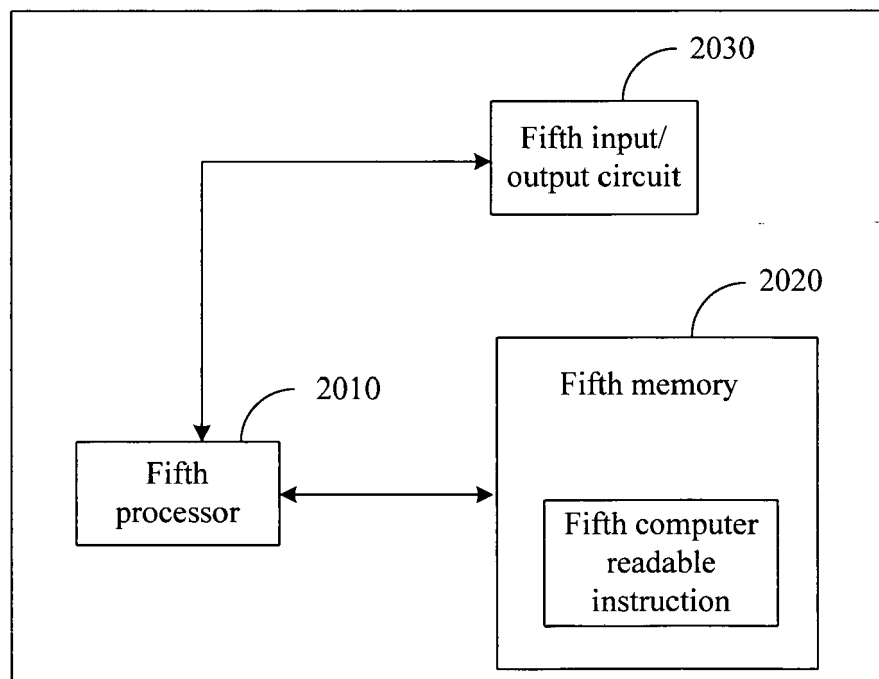 2030
Fifth input/
output circuit
2020
Fifth memory
2010
Fifth
processor
Fifth computer
readable
instruction